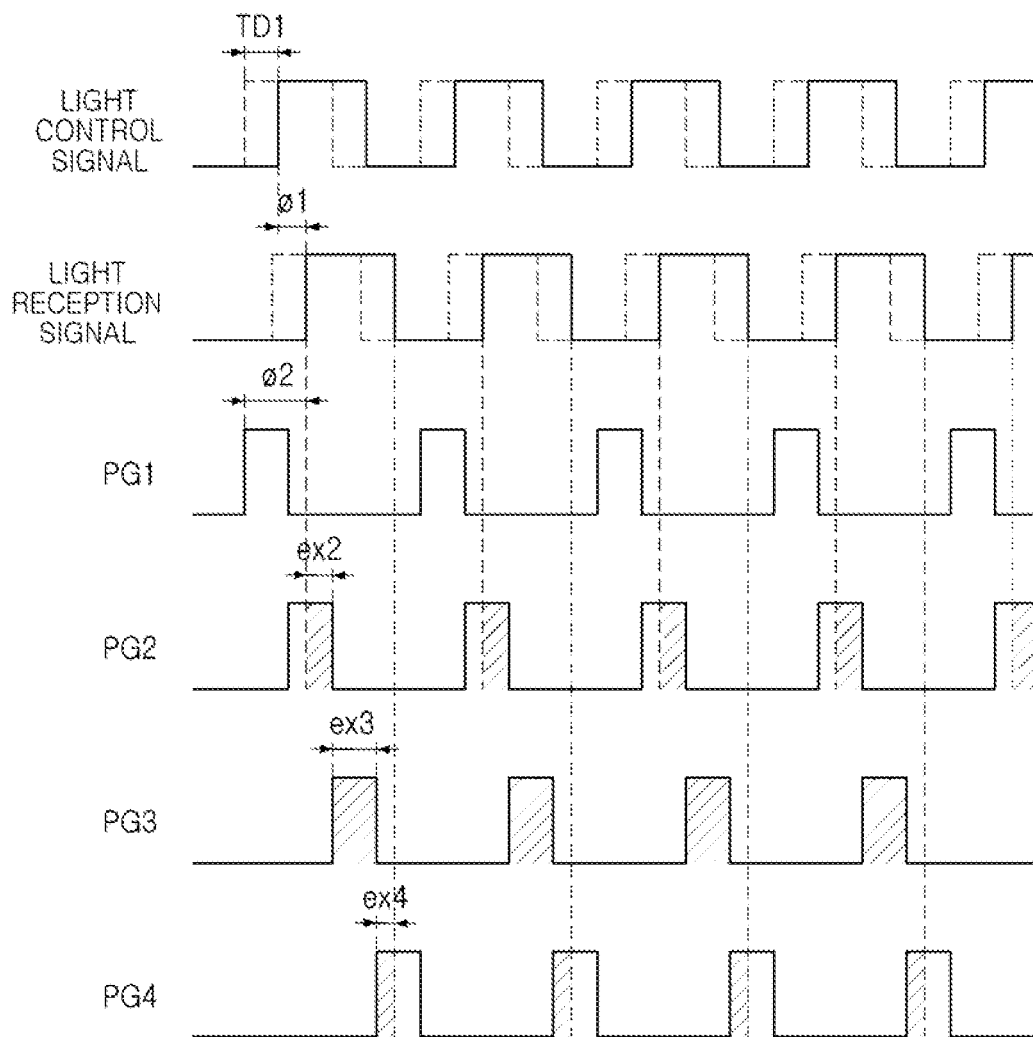 TD1
LIGHT
CONTROL
SIGNAL
ø1
LIGHT
RECEPTION
SIGNAL
ø2
PG1
ex2
PG2
ex3
PG3
ex4
PG4